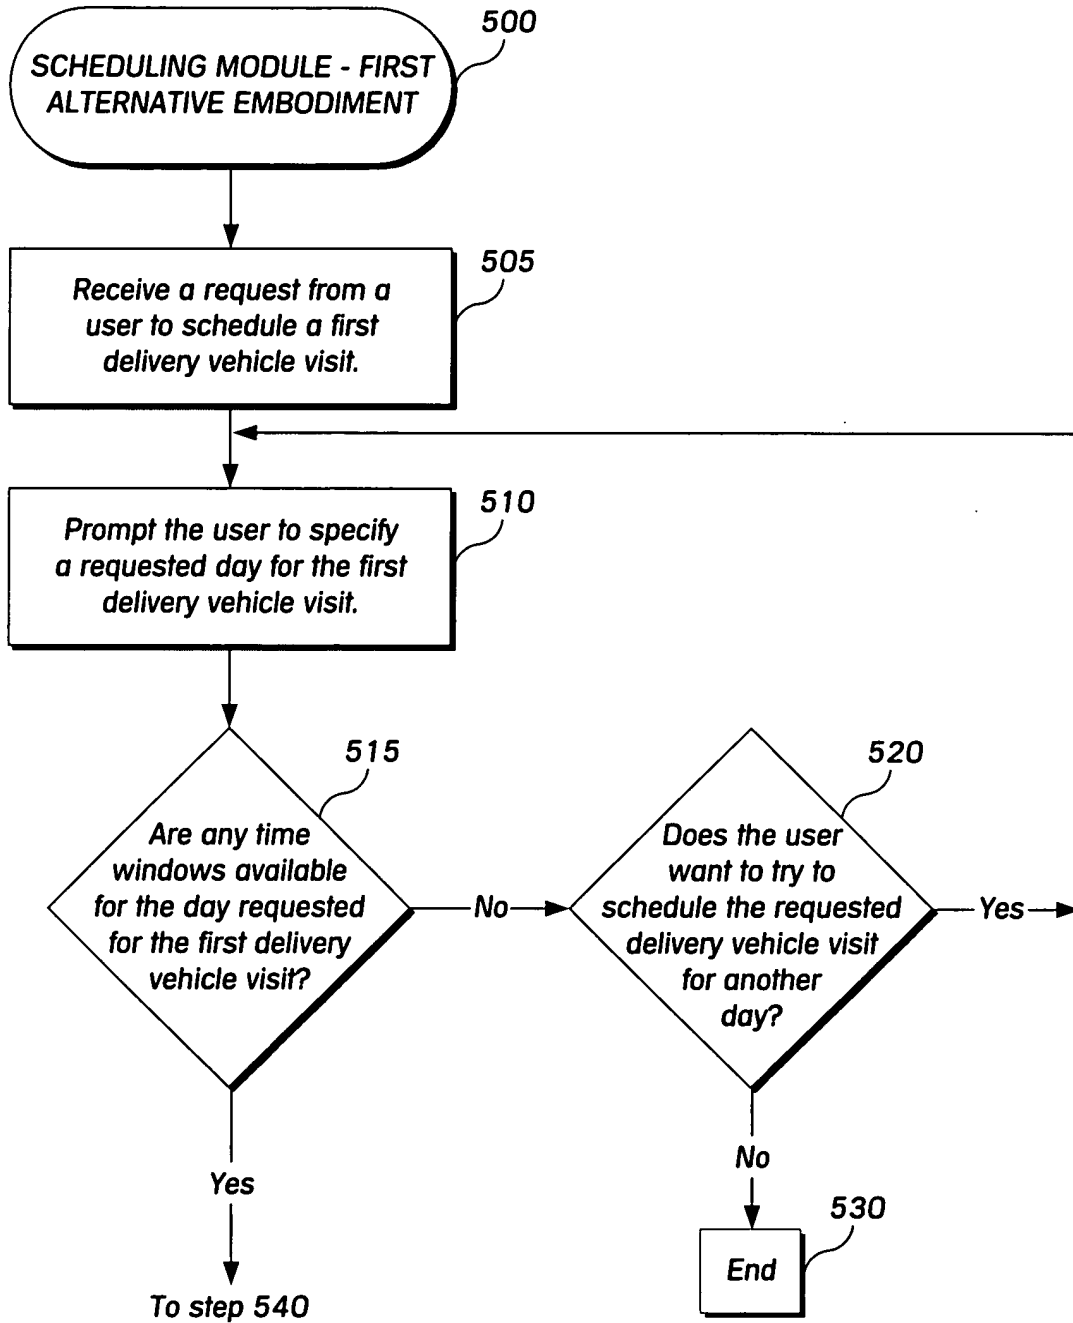 500
SCHEDULING MODULE - FIRST
ALTERNATIVE EMBODIMENT
505
Receive a request from a
user to schedule a first
delivery vehicle visit.
510
Prompt the user to specify
a requested day for the first
delivery vehicle visit.
515
Are any time
windows available
for the day requested
for the first delivery
vehicle visit?
No
520
Does the user
want to try to
schedule the requested
delivery vehicle visit
for another
day?
Yes
Yes
To step 540
No
530
End